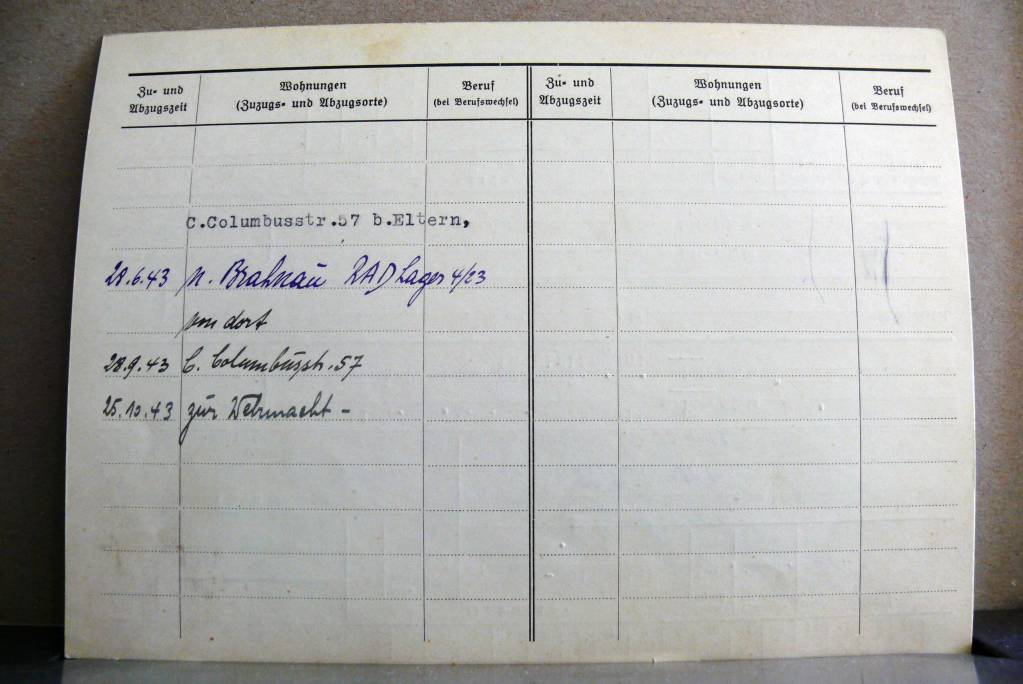 Zu- und Abzugszeit
Wohnungen
(Zuzugs- und Abzugsorte)
Beruf
(bei Berufswechsel)
Zu- und Abzugszeit
Wohnungen
(Zuzugs- und Abzugsorte)
Beruf
(bei Berufswechsel)
C.Columbusstr.57 b.Eltern,
28.6.43 n. Brahnau RAD Lager 4/23
von dort
28.9.43 C. Columbusstr. 57
25.10.43 zur Wehrmacht -